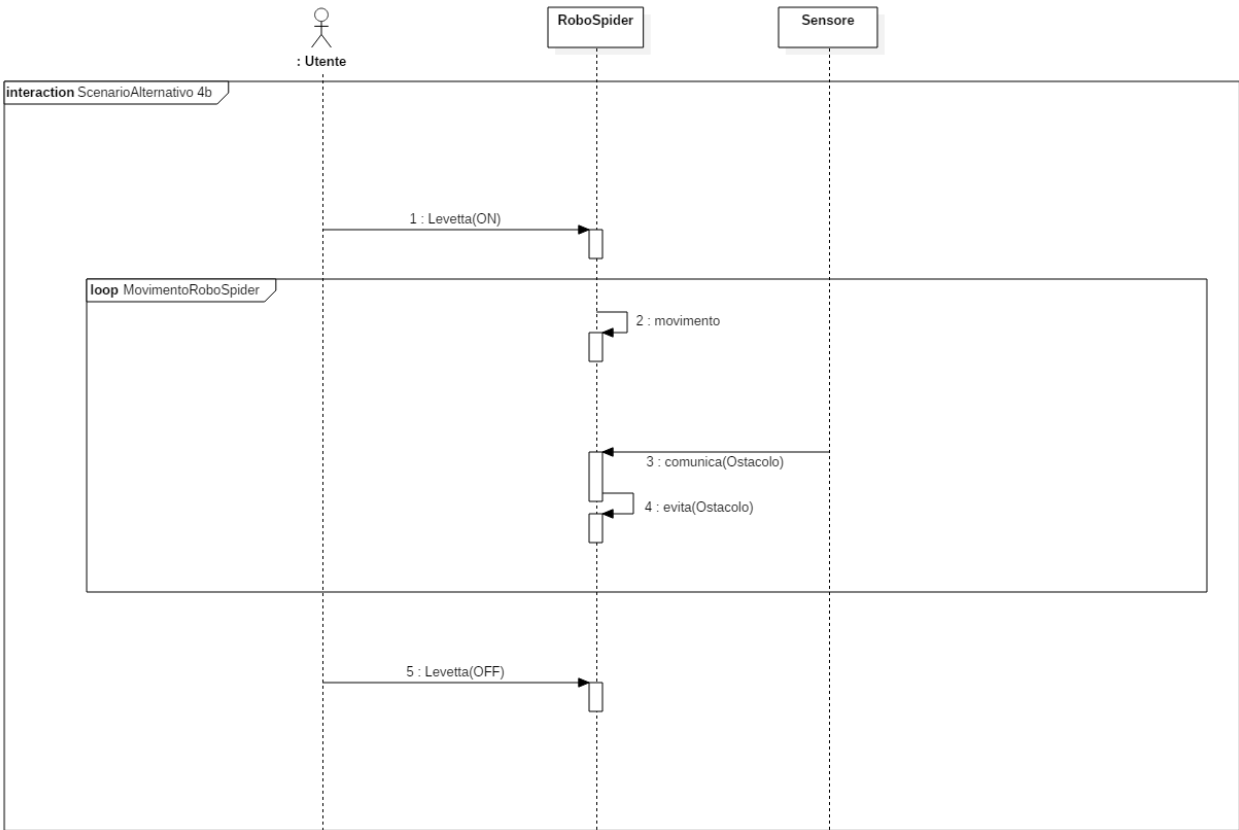 : Utente
RoboSpider
Sensore
interaction ScenarioAlternativo 4b
1 : Levetta(ON)
loop MovimentoRoboSpider
2 : movimento
3 : comunica(Ostacolo)
4 : evita(Ostacolo)
5 : Levetta(OFF)